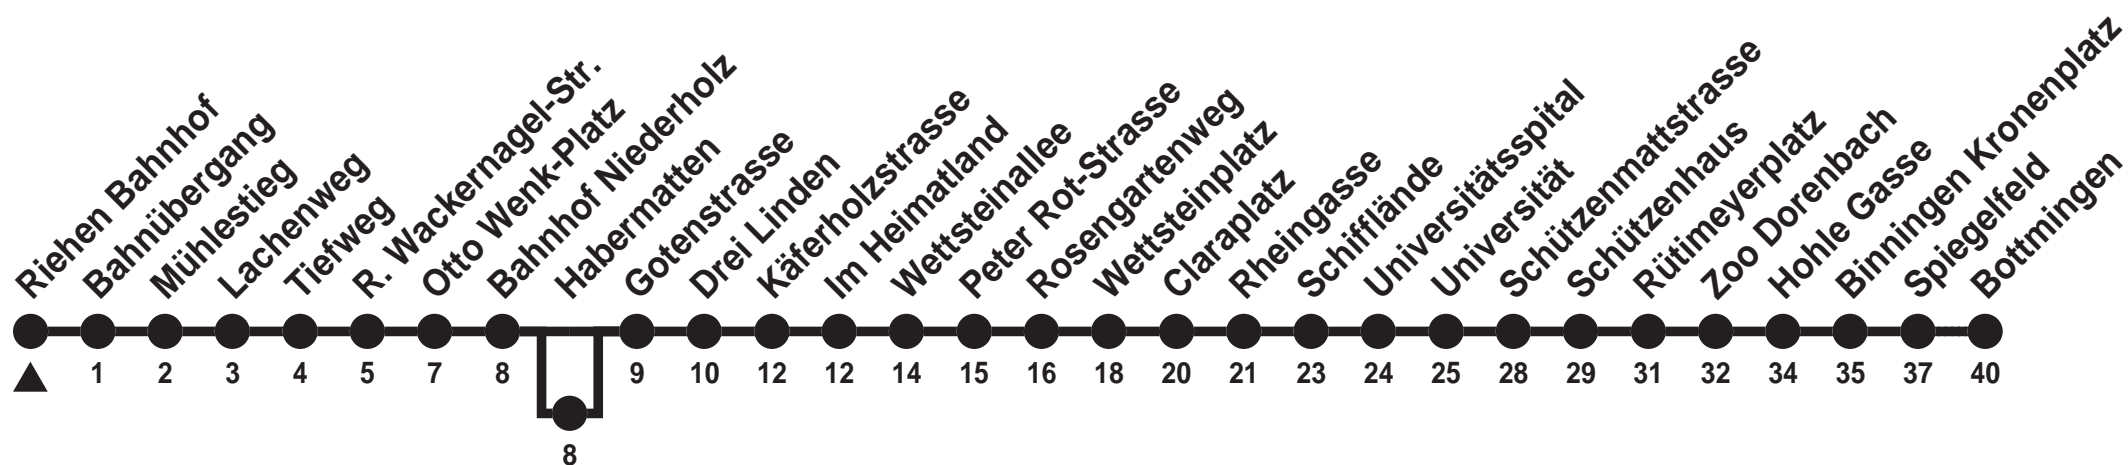 Riehen Bahnhof
Bahnübergang
Mühlestieg
Lachenweg
Tiefweg
R. Wackernagel-Str.
Otto Wenk-Platz
Bahnhof Niederholz
Habermatten
Gotenstrasse
Drei Linden
Käferholzstrasse
Im Heimatland
Wettsteinallee
Peter Rot-Strasse
Rosengartenweg
Wettsteinplatz
Claraplatz
Rheingasse
Schifflände
Universitätsspital
Universität
Schützenmattstrasse
Schützenhaus
Rütimeyerplatz
Zoo Dorenbach
Hohle Gasse
Binningen Kronenplatz
Spiegelfeld
Bottmingen
1 2 3 4 5 7 8 9 10 12 12 14 15 16 18 20 21 23 24 25 28 29 31 32 34 35 37 40
8